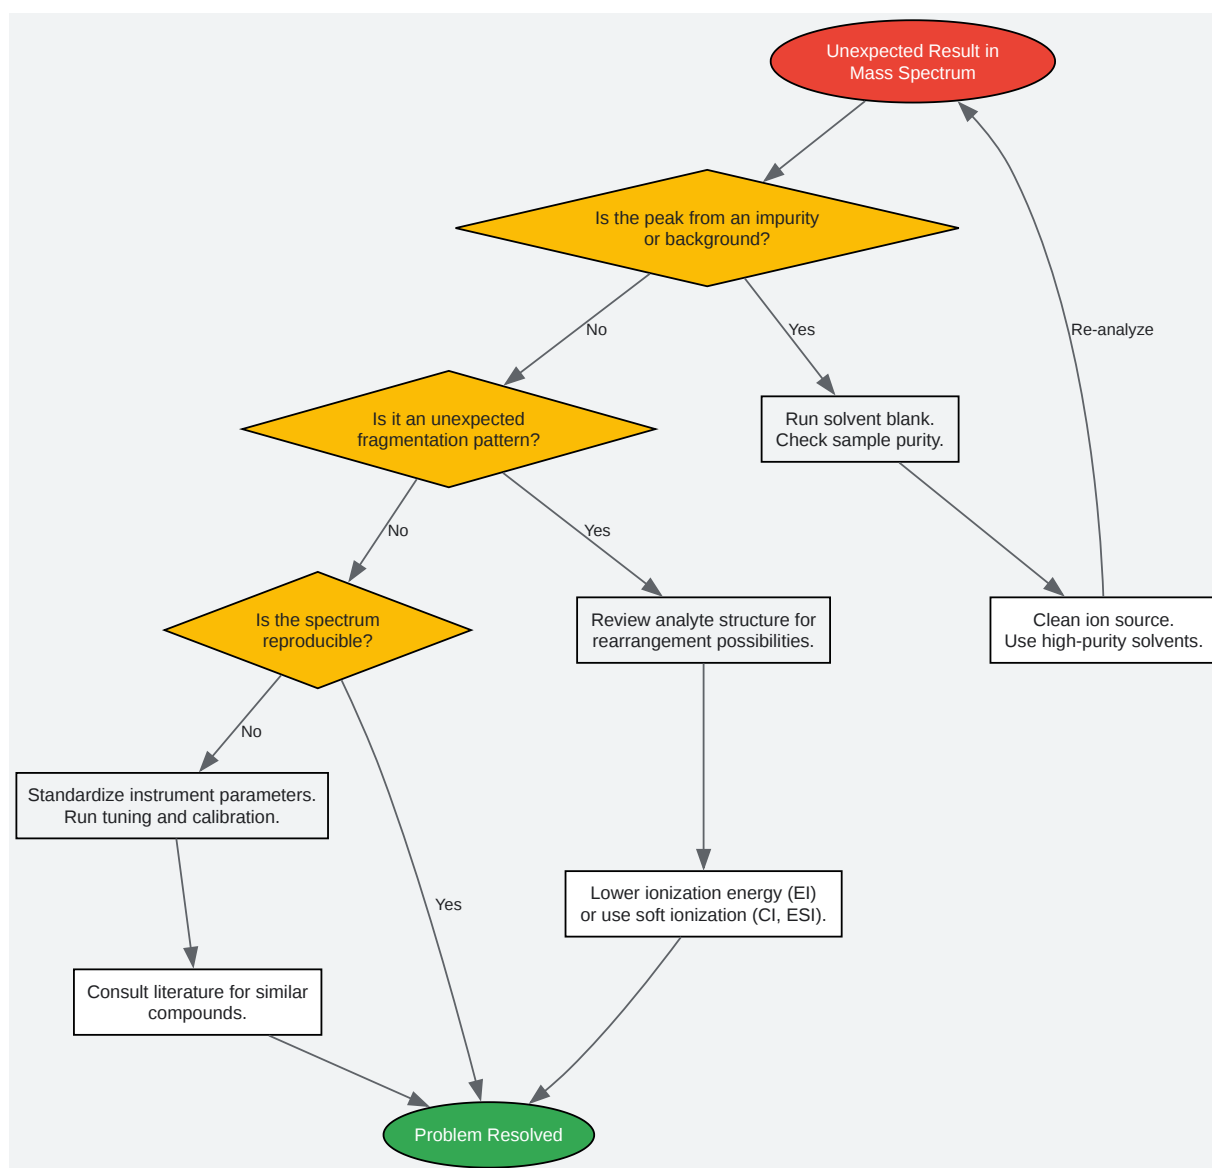 Unexpected Result in
Mass Spectrum
Is the peak from an impurity
or background?
No
Yes
Re-analyze
Is it an unexpected
fragmentation pattern?
Run solvent blank.
Check sample purity.
No
Yes
Is the spectrum
reproducible?
Review analyte structure for
rearrangement possibilities.
Clean ion source.
Use high-purity solvents.
No
Standardize instrument parameters.
Run tuning and calibration.
Yes
Lower ionization energy (EI)
or use soft ionization (CI, ESI).
Consult literature for similar
compounds.
Problem Resolved